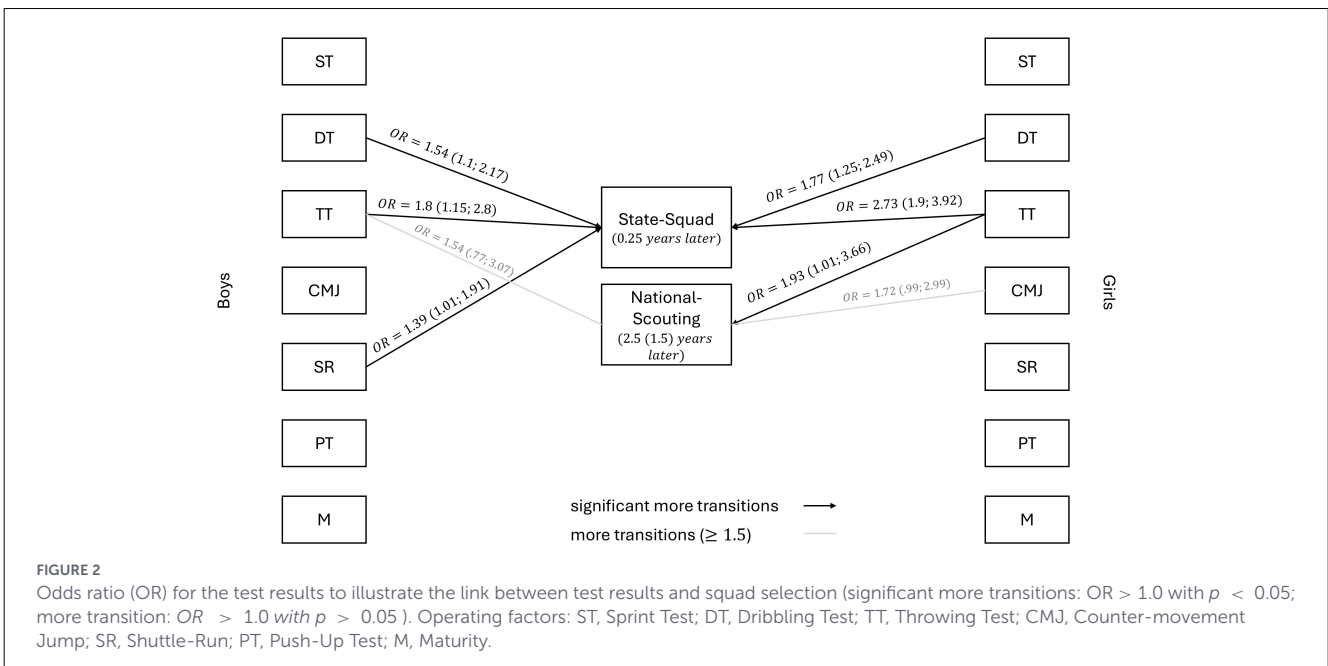 ST
ST
DT
DT
OR = 1.54 (1.1; 2.17)
OR = 1.77 (1.25; 2.49)
TT
TT
OR = 1.8 (1.15; 2.8)
OR = 2.73 (1.9; 3.92)
State-Squad
(0.25 years later)
OR = 1.54 (.77; 3.07)
OR = 1.93 (1.01; 3.66)
Boys
Girls
CMJ
CMJ
OR = 1.39 (1.01; 1.91)
OR = 1.72 (.99; 2.99)
National-
Scouting
(2.5 (1.5) years
later)
SR
SR
PT
PT
M
M
significant more transitions
more transitions (≥ 1.5)
FIGURE 2
Odds ratio (OR) for the test results to illustrate the link between test results and squad selection (significant more transitions: OR > 1.0 with p < 0.05;
more transition: OR > 1.0 with p > 0.05 ). Operating factors: ST, Sprint Test; DT, Dribbling Test; TT, Throwing Test; CMJ, Counter-movement
Jump; SR, Shuttle-Run; PT, Push-Up Test; M, Maturity.